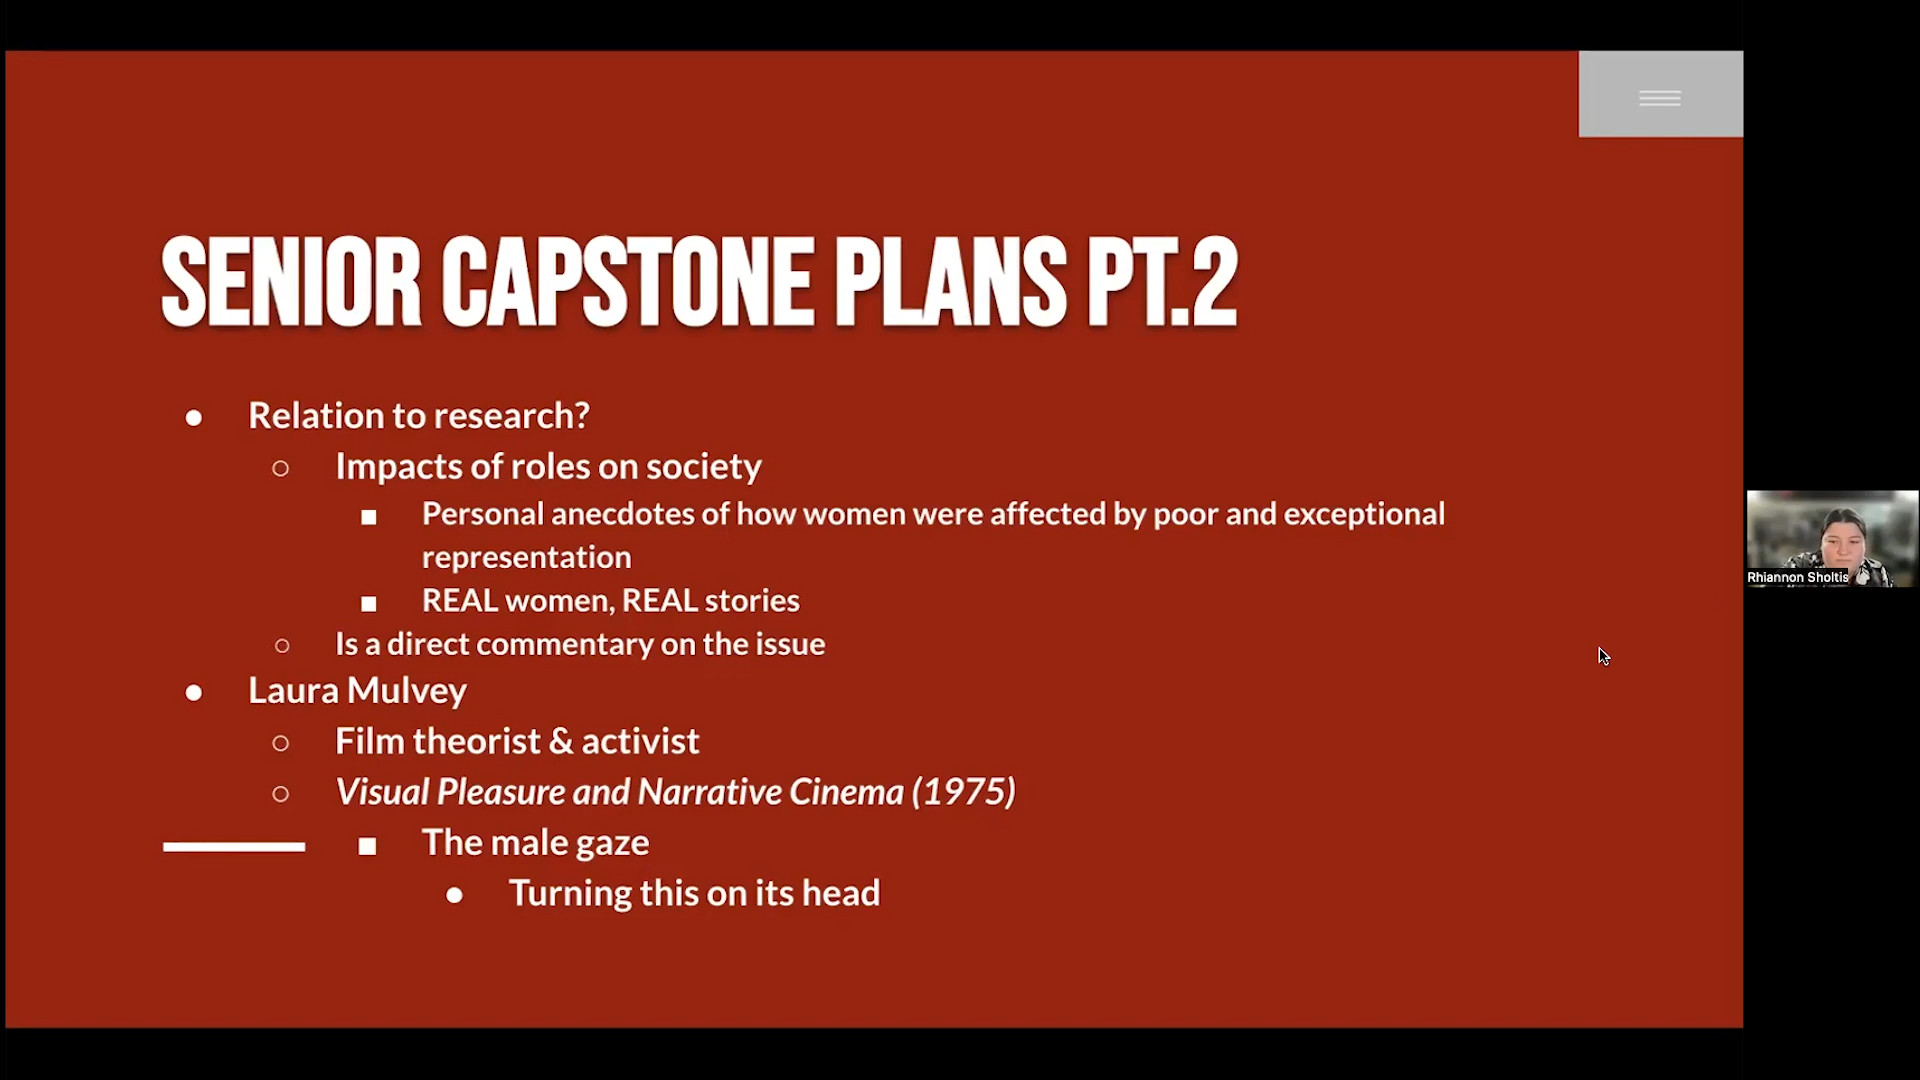 SENIOR CAPSTONE PLANS PT.2
● Relation to research?
○ Impacts of roles on society
■ Personal anecdotes of how women were affected by poor and exceptional
representation
■ REAL women, REAL stories
○ Is a direct commentary on the issue
● Laura Mulvey
○ Film theorist & activist
○ Visual Pleasure and Narrative Cinema (1975)
■ The male gaze
● Turning this on its head
Rhiannon Sholtis